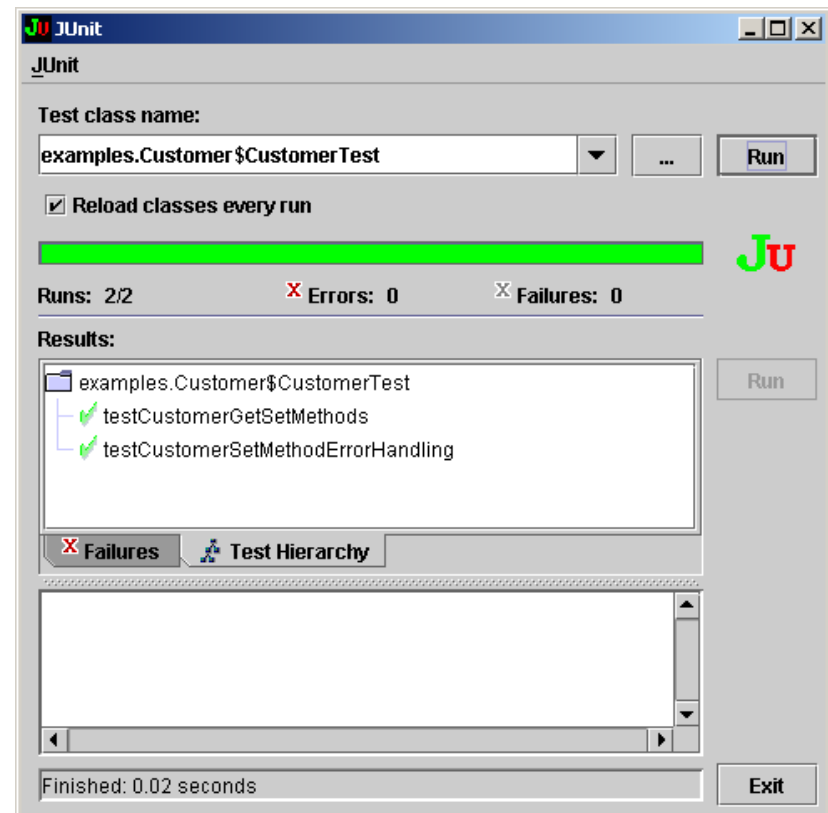 JU JUnit
JUnit
Test class name:
examples.Customer$CustomerTest ... Run
Reload classes every run
JU
Runs: 2/2 X Errors: 0 X Failures: 0
Results:
examples.Customer$CustomerTest Run
testCustomerGetSetMethods
testCustomerSetMethodErrorHandling
X Failures Test Hierarchy
Finished: 0.02 seconds Exit